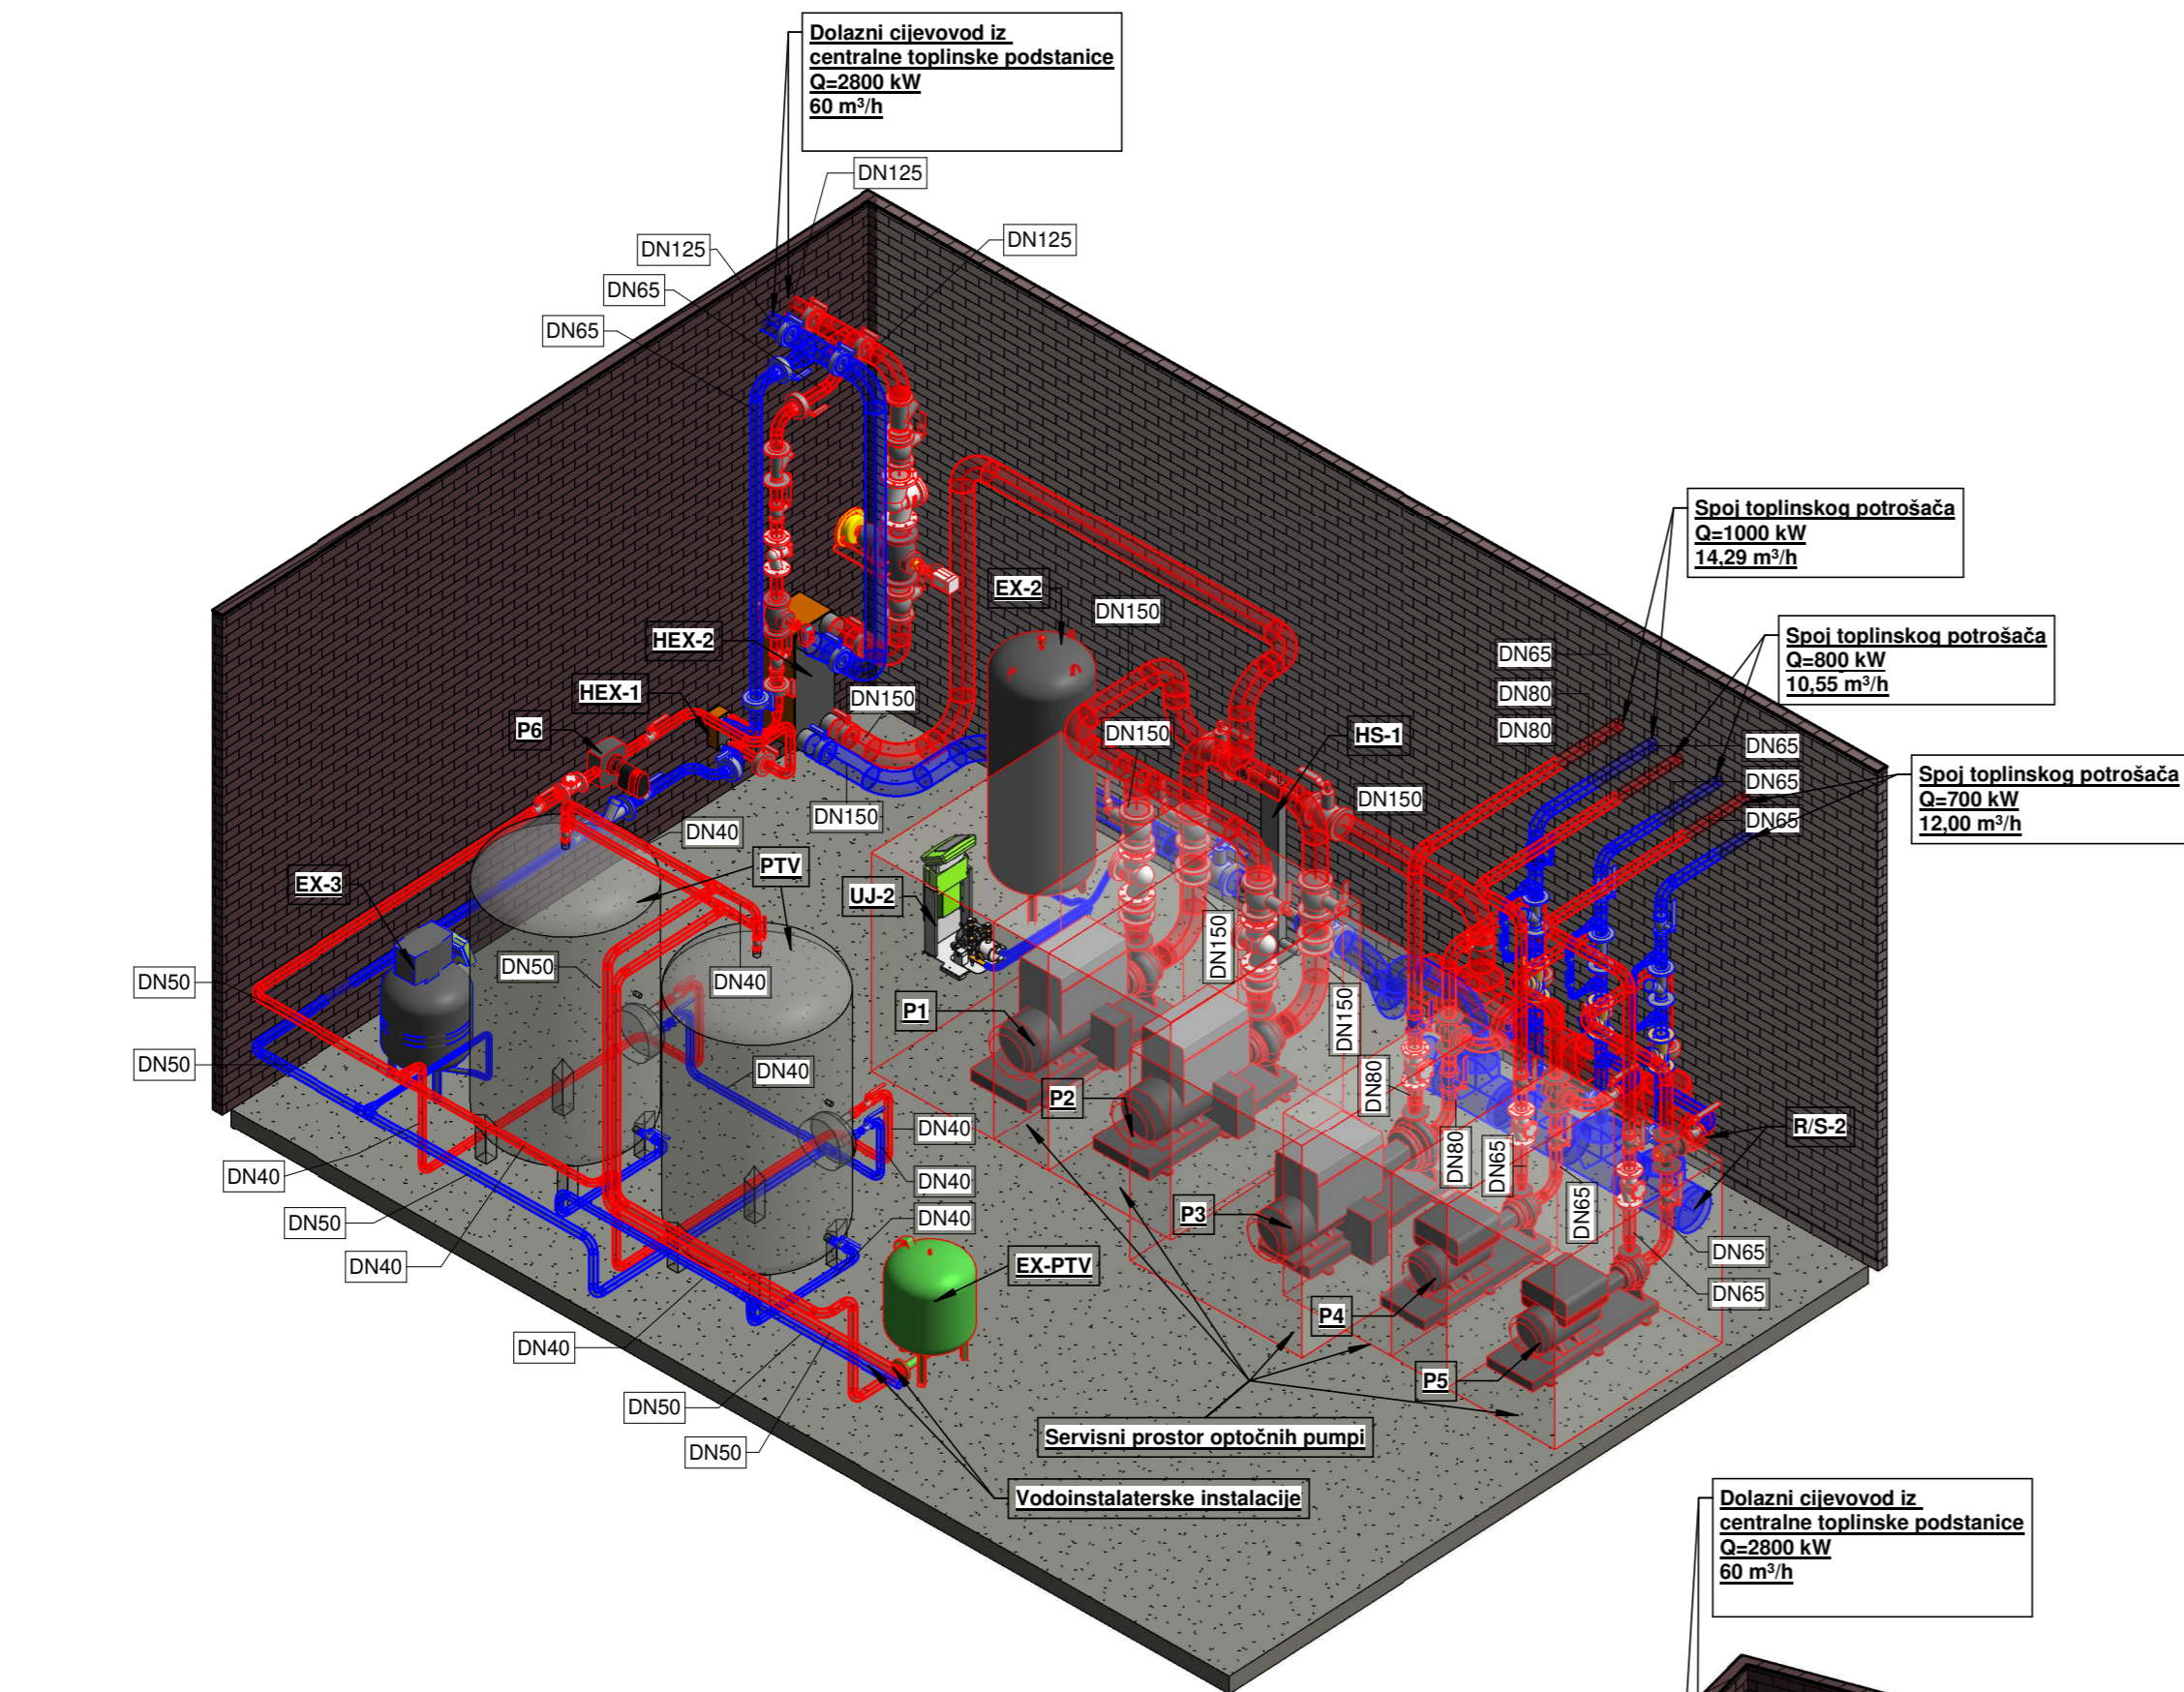 Dolazni cijevovod iz
centralne toplinske podstanice
Q=2800 kW
60 m³/h
DN125
DN125
DN125
DN65
DN65
Spoj toplinskog potrošača
Q=1000 kW
14,29 m³/h
EX-2
DN150
Spoj toplinskog potrošača
Q=800 kW
10,55 m³/h
HEX-2
DN65
HEX-1
DN80
DN150
P6
DN150
HS-1
DN80
DN65
Spoj toplinskog potrošača
Q=700 kW
12,00 m³/h
DN65
DN150
DN150
DN65
DN40
PTV
EX-3
UJ-2
DN150
DN50
DN50
DN40
P1
DN150
DN50
DN40
DN80
P2
DN40
R/S-2
DN80
DN65
DN40
DN40
DN65
DN40
P3
DN50
DN65
DN40
EX-PTV
DN65
P4
DN40
P5
DN50
DN50
Servisni prostor optočnih pumpi
Vodoinstalaterske instalacije
Dolazni cijevovod iz
centralne toplinske podstanice
Q=2800 kW
60 m³/h